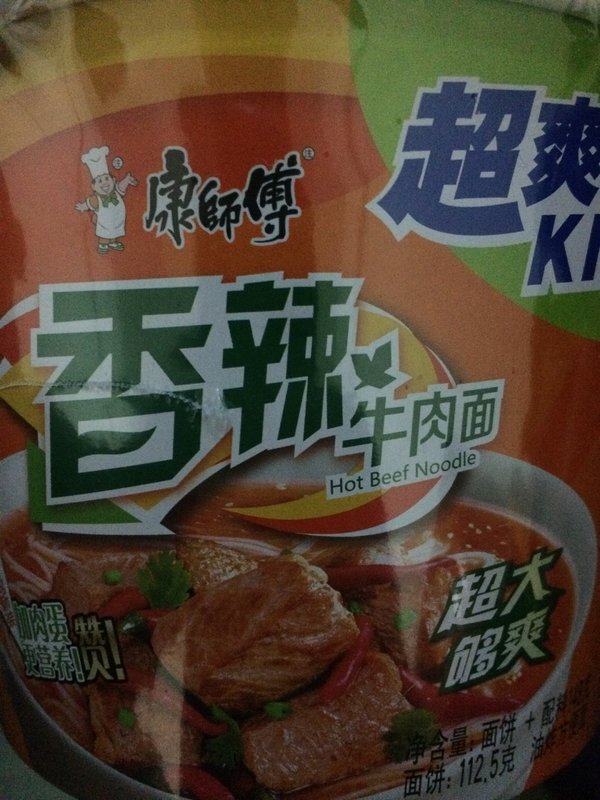 康師傅
超爽
KI
香辣
牛肉面
Hot Beef Noodle
超大
够爽
加肉蛋
更营养!赞!
净含量: 面饼 + 配料
面饼: 112.5克